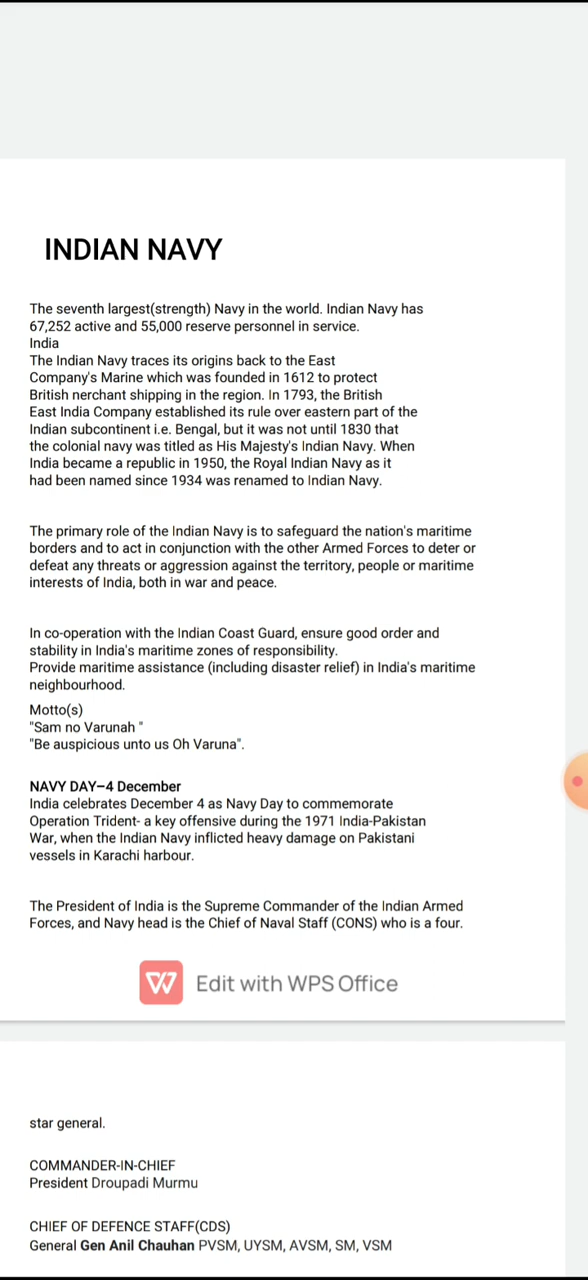 INDIAN NAVY
The seventh largest(strength) Navy in the world. Indian Navy has
67,252 active and 55,000 reserve personnel in service.
India
The Indian Navy traces its origins back to the East
Company's Marine which was founded in 1612 to protect
British nerchant shipping in the region. In 1793, the British
East India Company established its rule over eastern part of the
Indian subcontinent i.e. Bengal, but it was not until 1830 that
the colonial navy was titled as His Majesty's Indian Navy. When
India became a republic in 1950, the Royal Indian Navy as it
had been named since 1934 was renamed to Indian Navy.
The primary role of the Indian Navy is to safeguard the nation's maritime
borders and to act in conjunction with the other Armed Forces to deter or
defeat any threats or aggression against the territory, people or maritime
interests of India, both in war and peace.
In co-operation with the Indian Coast Guard, ensure good order and
stability in India's maritime zones of responsibility.
Provide maritime assistance (including disaster relief) in India's maritime
neighbourhood.
Motto(s)
"Sam no Varunah "
"Be auspicious unto us Oh Varuna".
NAVY DAY–4 December
India celebrates December 4 as Navy Day to commemorate
Operation Trident- a key offensive during the 1971 India-Pakistan
War, when the Indian Navy inflicted heavy damage on Pakistani
vessels in Karachi harbour.
The President of India is the Supreme Commander of the Indian Armed
Forces, and Navy head is the Chief of Naval Staff (CONS) who is a four.
Edit with WPS Office
star general.
COMMANDER-IN-CHIEF
President Droupadi Murmu
CHIEF OF DEFENCE STAFF(CDS)
General Gen Anil Chauhan PVSM, UYSM, AVSM, SM, VSM